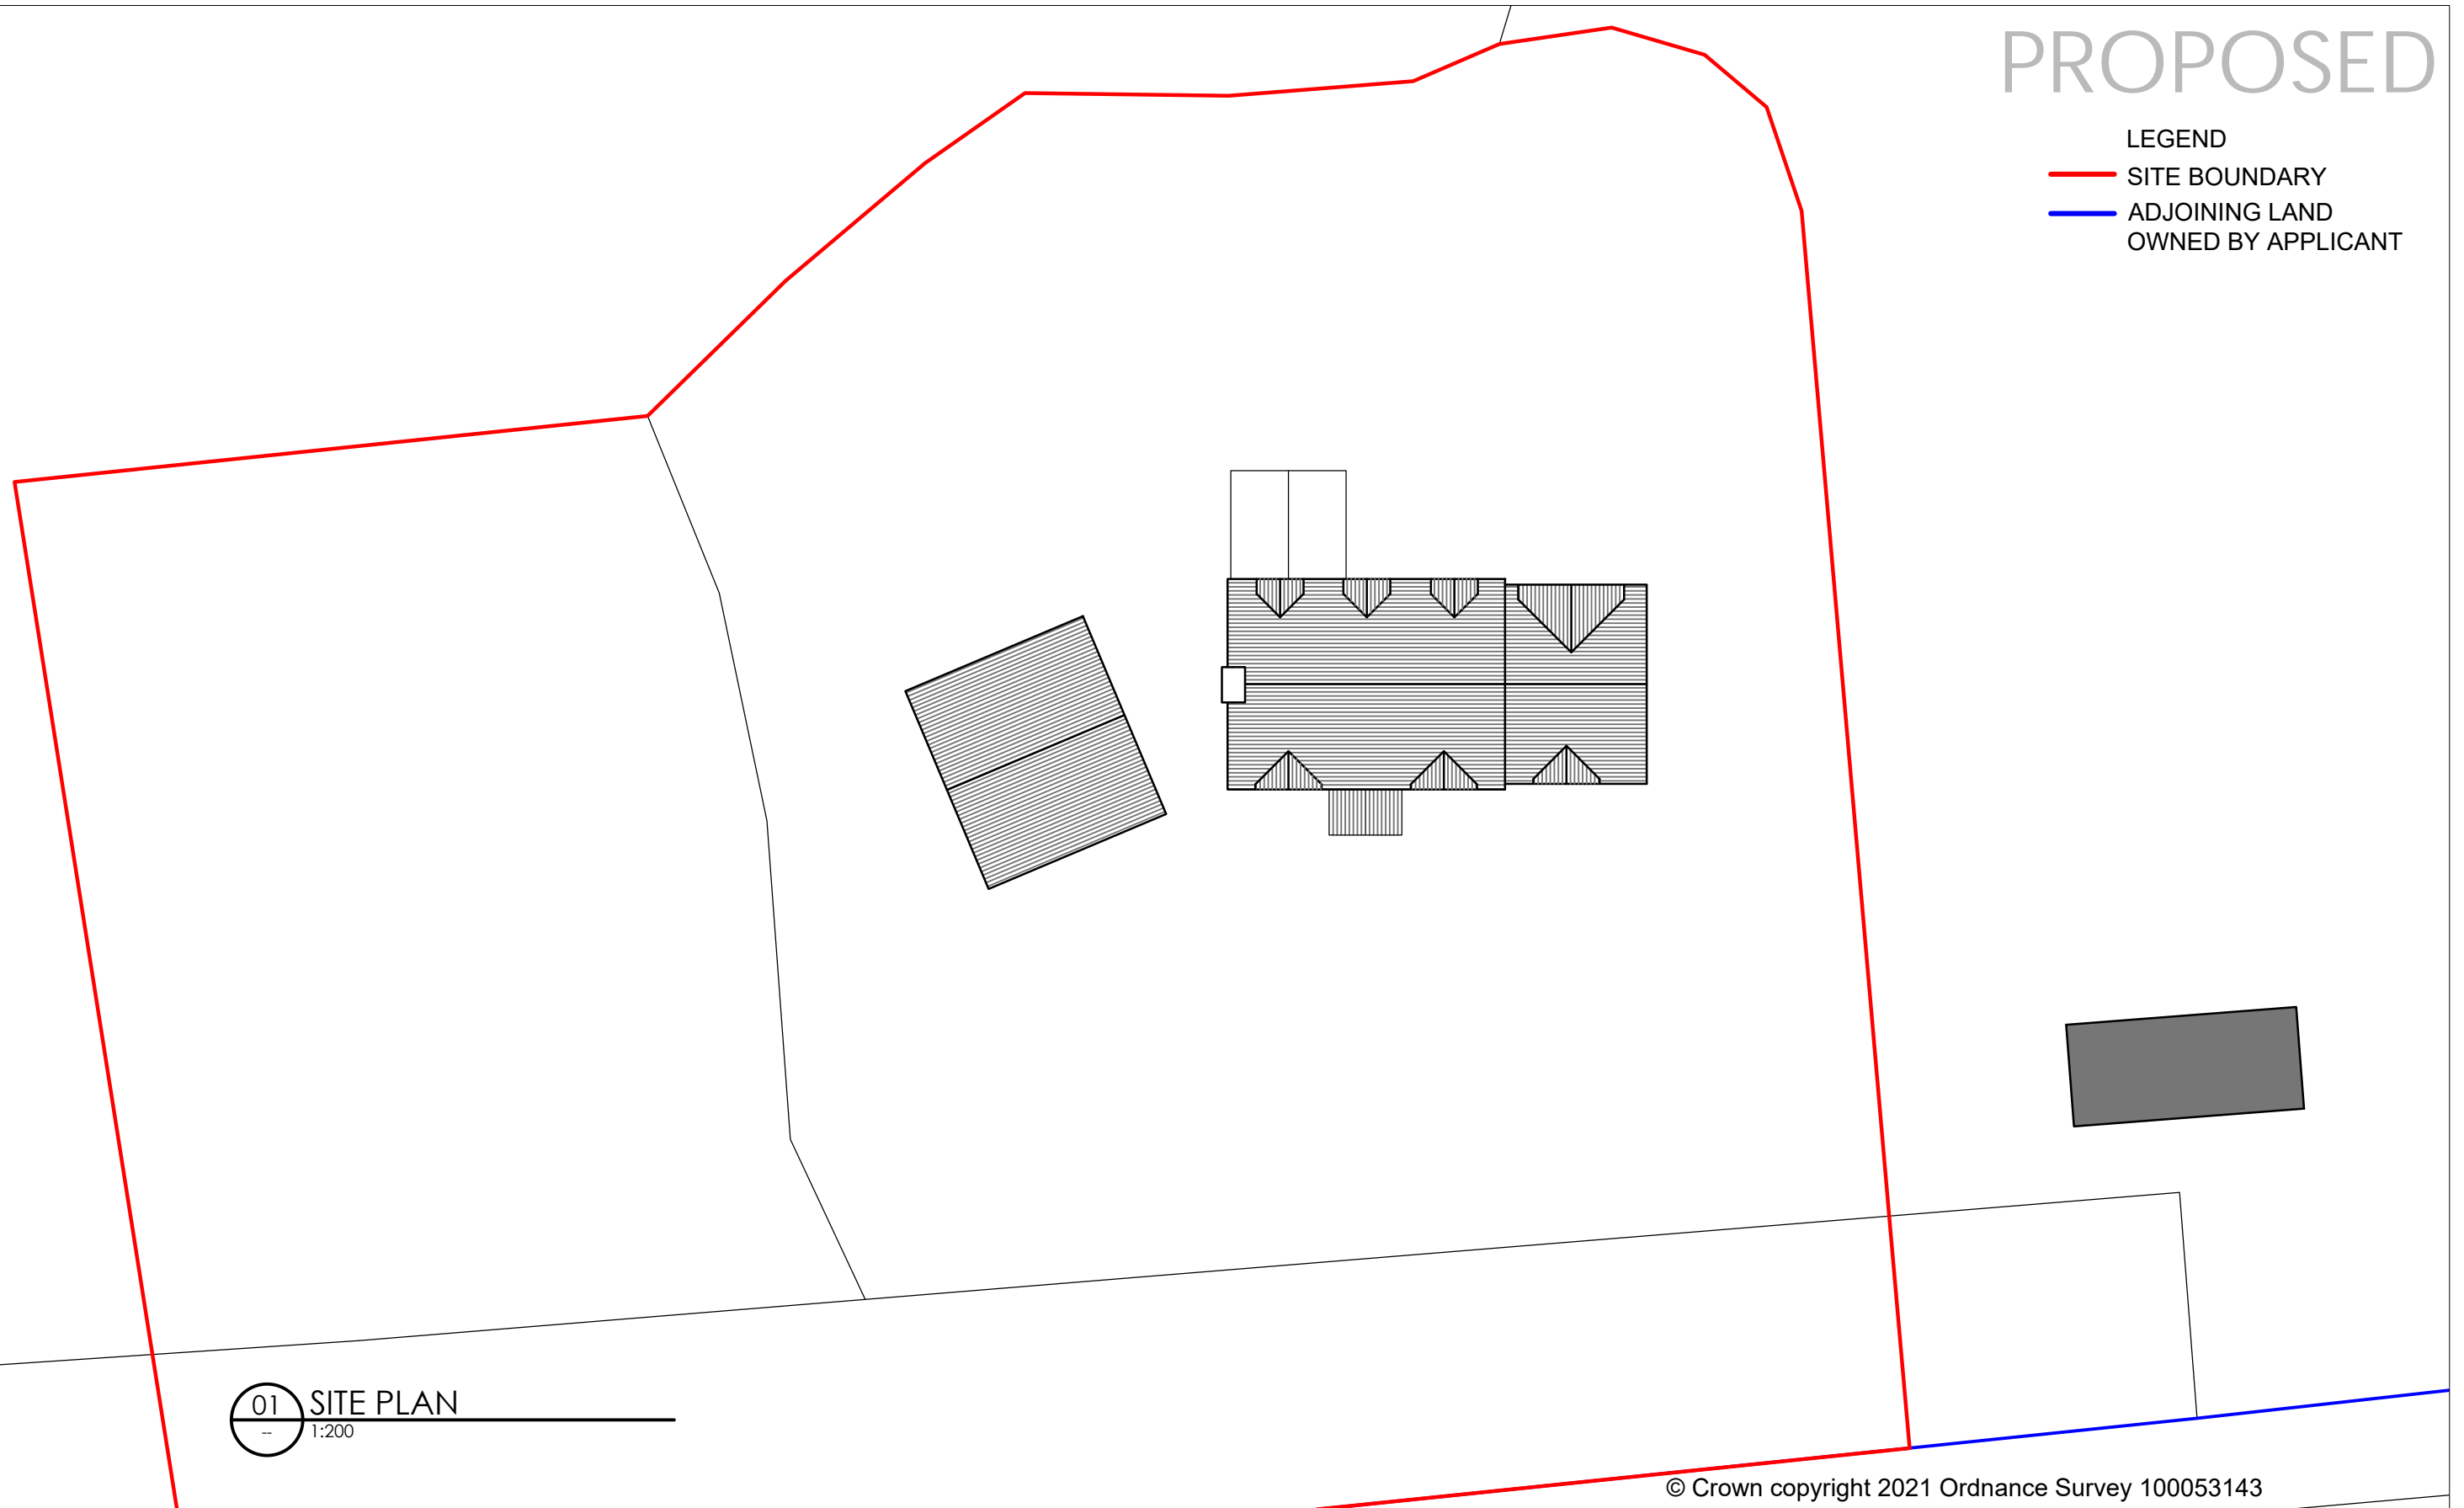 PROPOSED
LEGEND
SITE BOUNDARY
ADJOINING LAND
OWNED BY APPLICANT
01
SITE PLAN
--
1:200
© Crown copyright 2021 Ordnance Survey 100053143